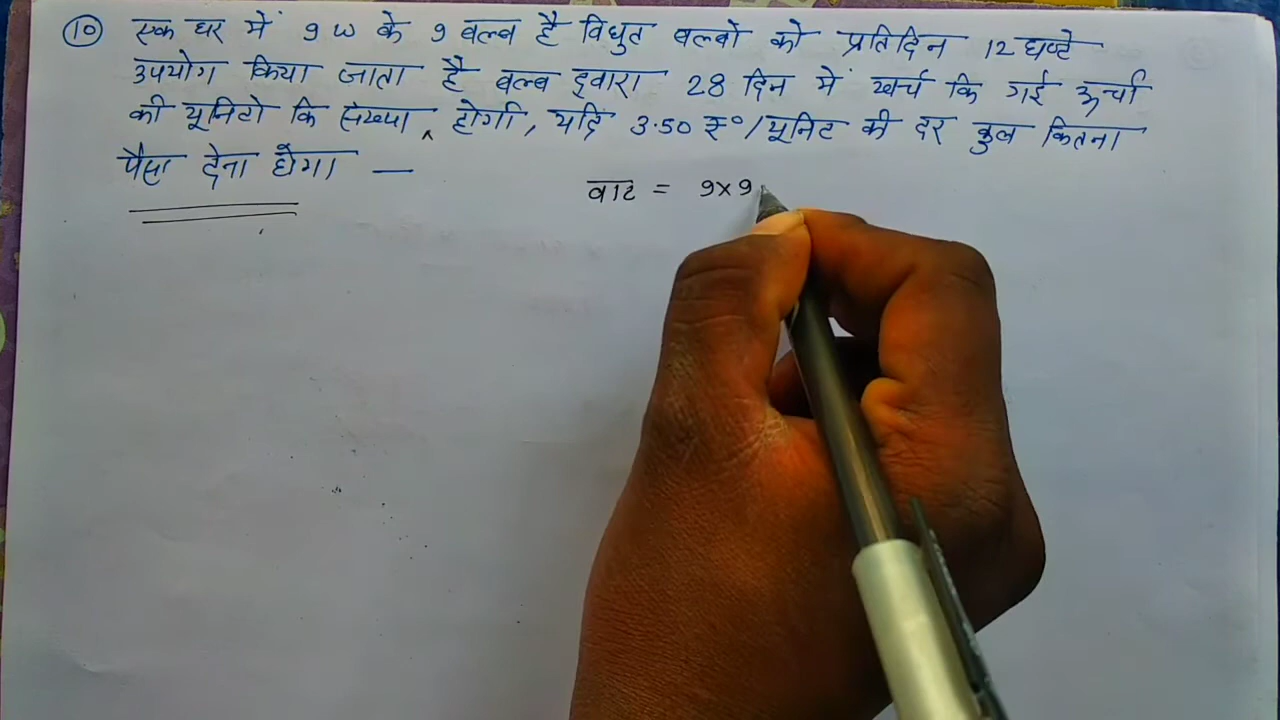 (10) एक घर में 9 W के 9 बल्ब है विधुत बल्बो को प्रतिदिन 12 घण्टे
उपयोग किया जाता है बल्ब द्वारा 28 दिन में खर्च कि गई ऊर्चा
की यूनिटो कि संख्या ^ होगी, यदि 3.50 रु०/यूनिट की दर कुल कितना
पैसा देना होगा —
वाट = 9×9